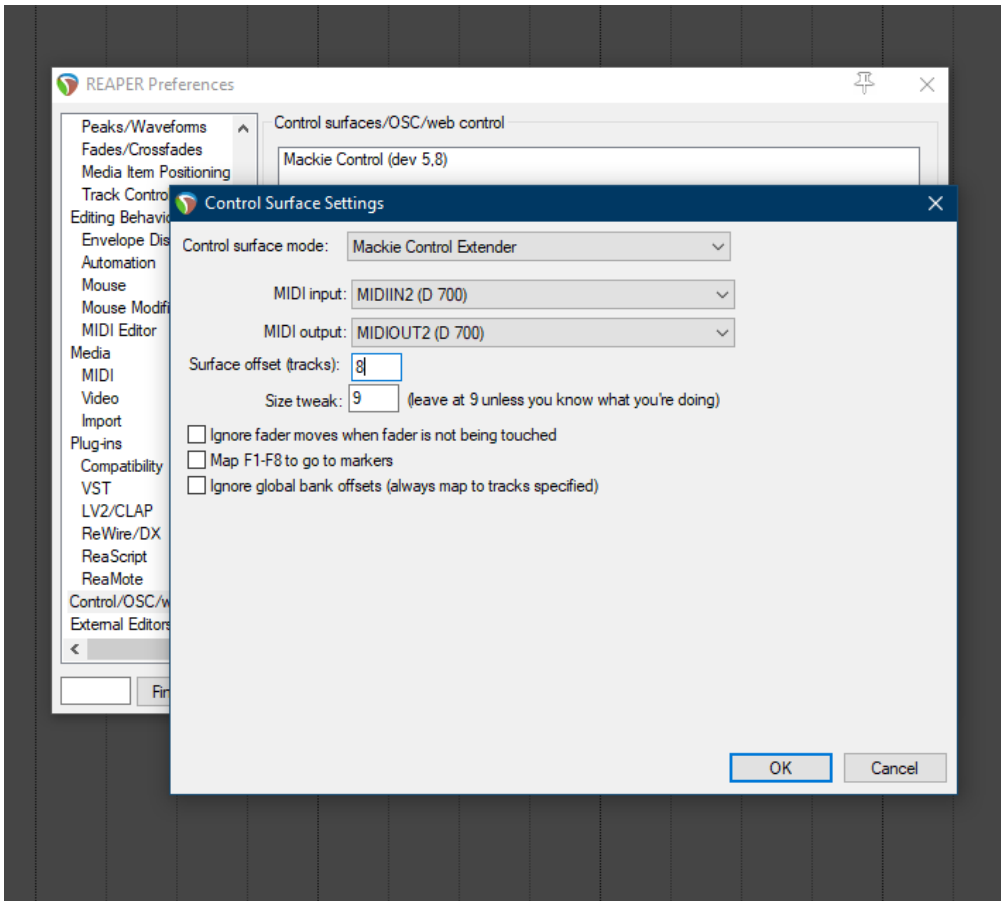 REAPER Preferences
Peaks/Waveforms
Fades/Crossfades
Media Item Positioning
Track Contro
Editing Behavio
Envelope Dis
Automation
Mouse
Mouse Modifi
MIDI Editor
Media
MIDI
Video
Import
Plug-ins
Compatibility
VST
LV2/CLAP
ReWire/DX
ReaScript
ReaMote
Control/OSC/w
External Editors
Fin
Control surfaces/OSC/web control
Mackie Control (dev 5,8)
Control Surface Settings
Control surface mode: Mackie Control Extender
MIDI input: MIDIIN2 (D 700)
MIDI output: MIDIOUT2 (D 700)
Surface offset (tracks): 8
Size tweak: 9 (leave at 9 unless you know what you're doing)
Ignore fader moves when fader is not being touched
Map F1-F8 to go to markers
Ignore global bank offsets (always map to tracks specified)
OK Cancel